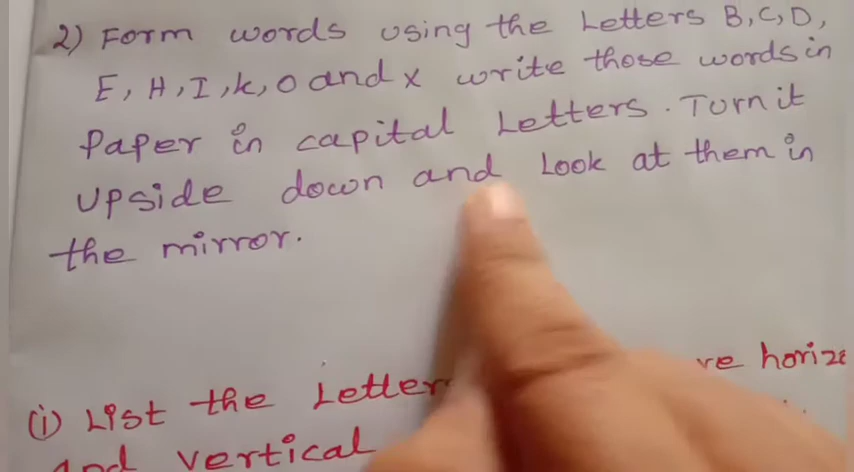 2) Form words using the Letters B, C, D,
E, H, I, k, O and x write those words in
Paper in capital Letters. Turn it
upside down and Look at them in
the mirror.
(i) List the Letter
horiz
and vertical